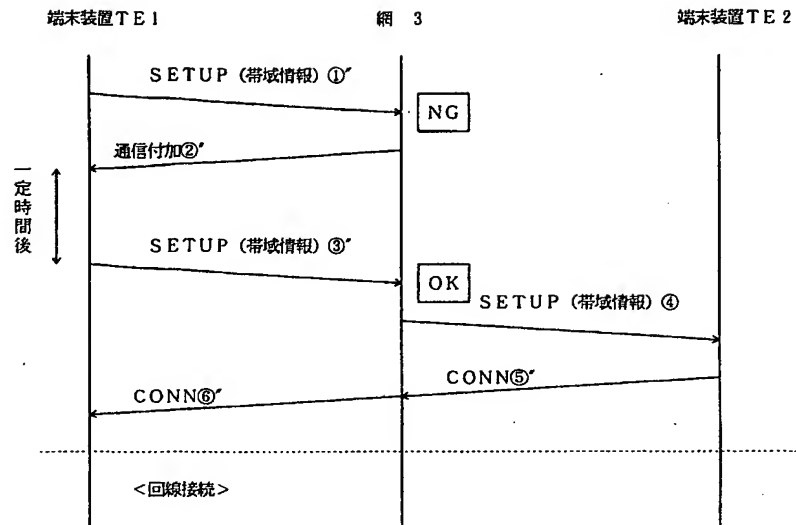 端末装置TE1
網 3
端末装置TE2
SETUP (帯域情報) ①″
NG
通信付加②″
一定時間後
SETUP (帯域情報) ③″
OK
SETUP (帯域情報) ④
CONN⑤″
CONN⑥″
<回線接続>